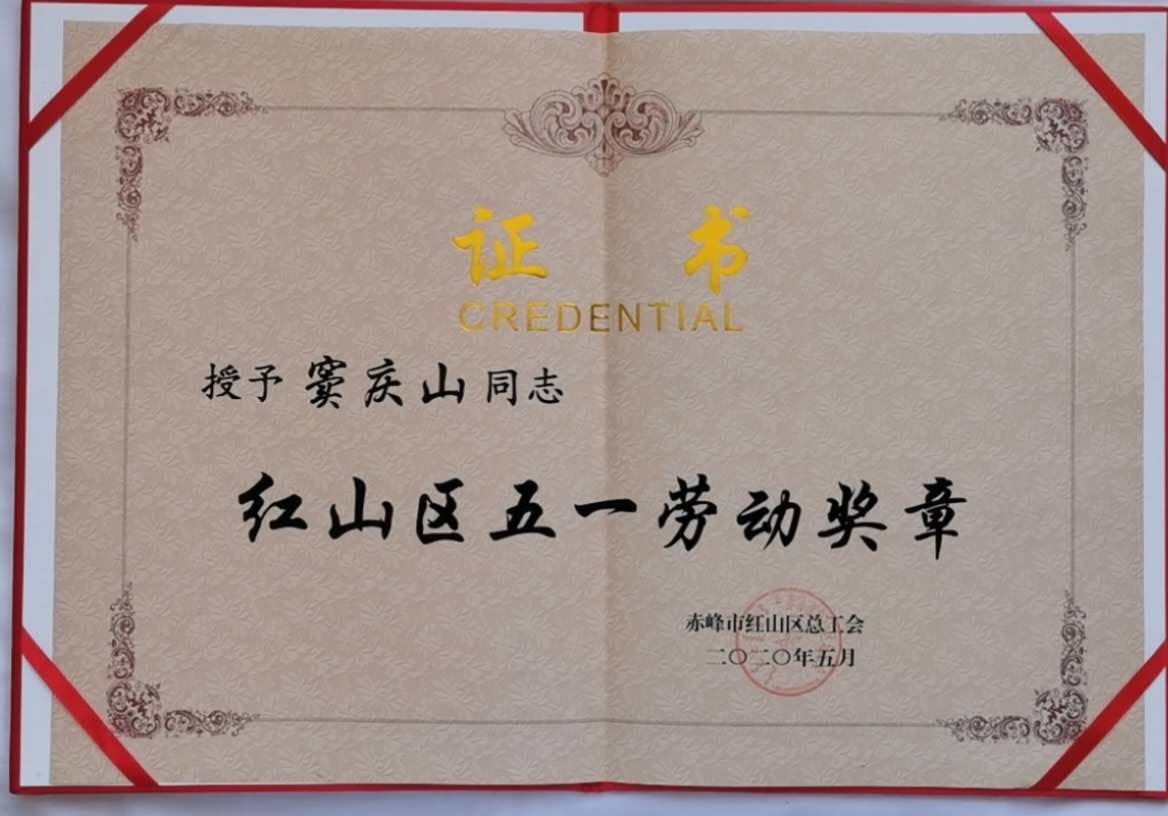 证 书
CREDENTIAL
授予 窦庆山 同志
红山区五一劳动奖章
赤峰市红山区总工会
二〇二〇年五月